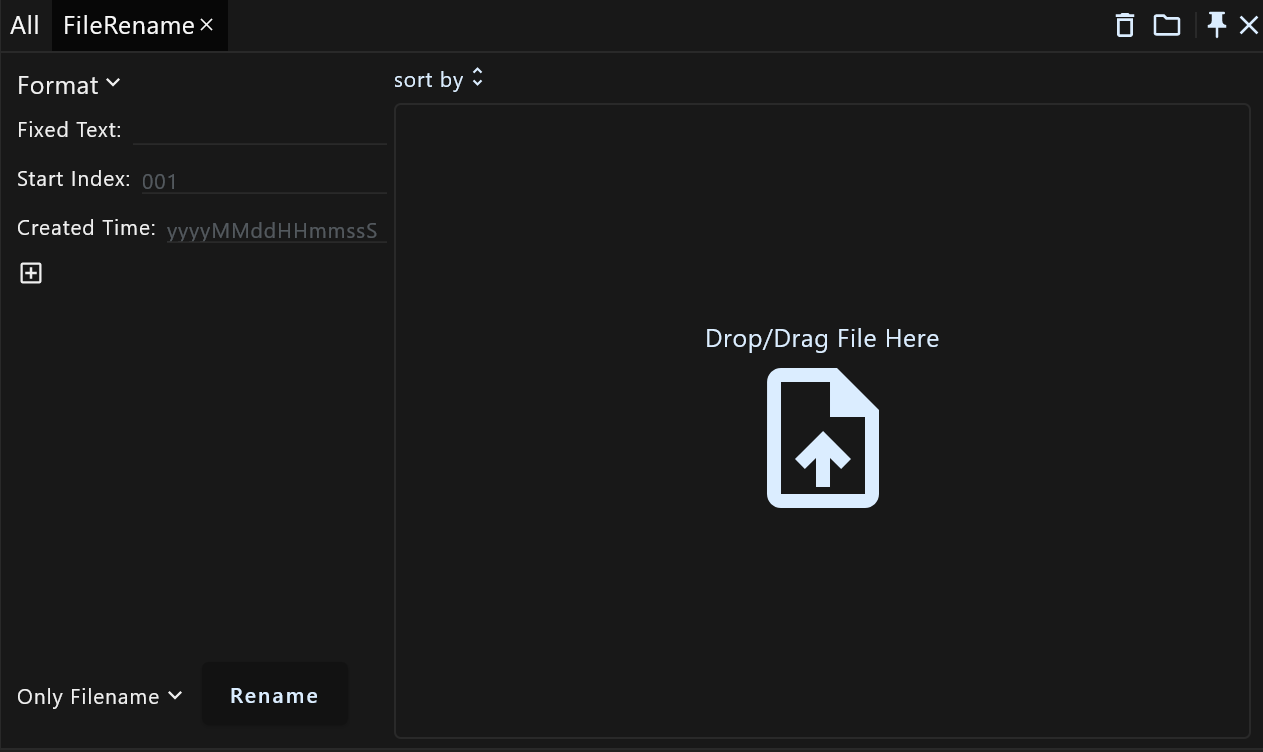 All
FileRename
Format
Fixed Text:
Start Index: 001
Created Time: yyyyMMddHHmmssS
Only Filename
Rename
sort by
Drop/Drag File Here